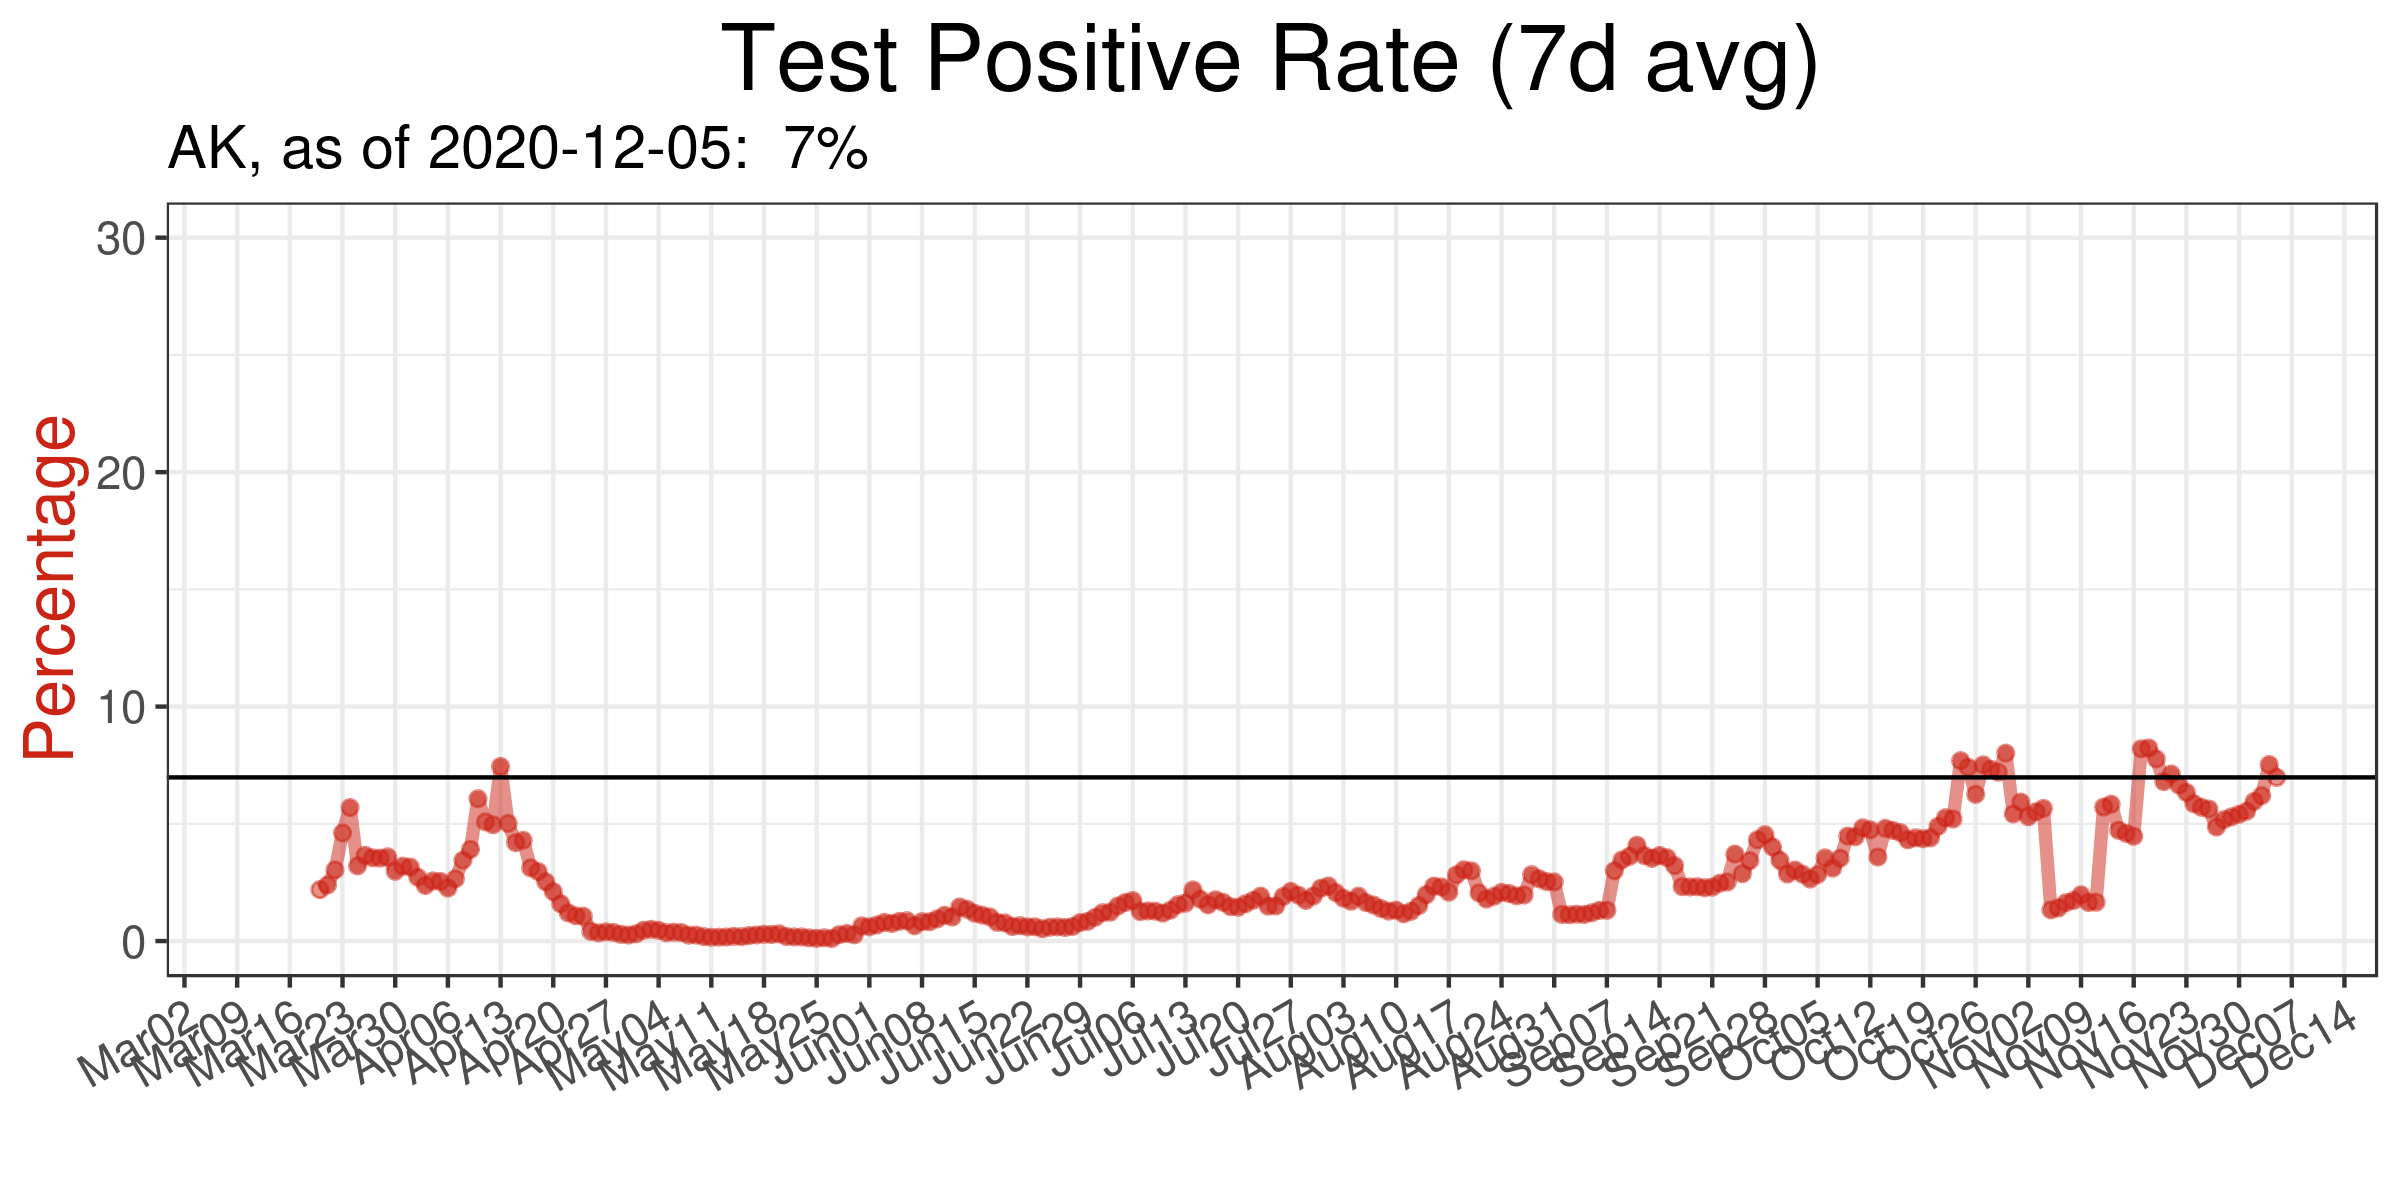 Test Positive Rate (7d avg)
AK, as of 2020-12-05:  7%
Percentage
30
20
10
0
Mar02
Mar09
Mar16
Mar23
Mar30
Apr06
Apr13
Apr20
Apr27
May04
May11
May18
May25
Jun01
Jun08
Jun15
Jun22
Jun29
Jul06
Jul13
Jul20
Jul27
Aug03
Aug10
Aug17
Aug24
Aug31
Sep07
Sep14
Sep21
Sep28
Oct05
Oct12
Oct19
Oct26
Nov02
Nov09
Nov16
Nov23
Nov30
Dec07
Dec14